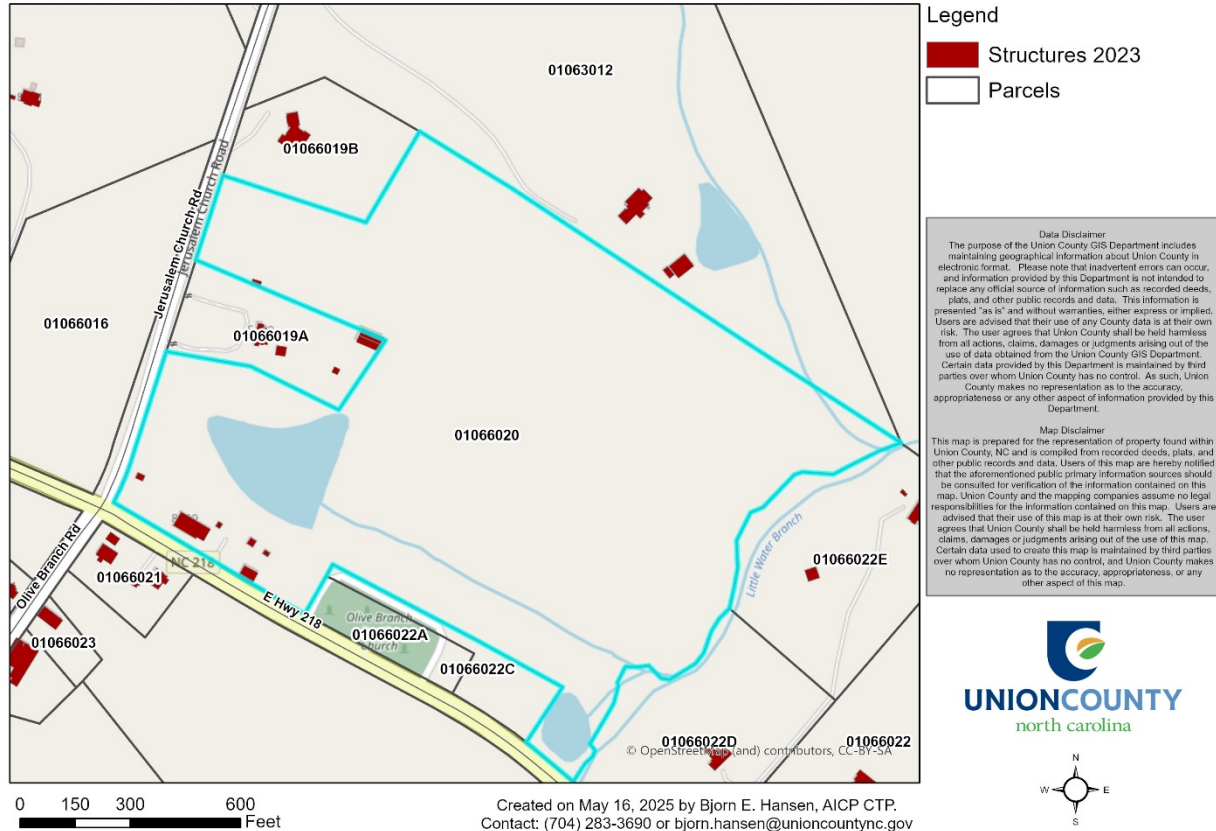 Legend
Structures 2023
Parcels
01063012
01066019B
Jerusalem Church Rd
Jerusalem Church Road
01066016
01066019A
01066020
Little Water Branch
01066022E
NC 218
Olive Branch Rd
01066021
E Hwy 218
Olive Branch
Church
01066022A
01066023
01066022C
01066022D
01066022
© OpenStreetMap (and) contributors, CC-BY-SA
Data Disclaimer
The purpose of the Union County GIS Department includes
maintaining geographical information about Union County in
electronic format. Please note that inadvertent errors can occur,
and information provided by this Department is not intended to
replace any official source of information such as recorded deeds,
plats, and other public records and data. This information is
presented "as is" and without warranties, either express or implied.
Users are advised that their use of any County data is at their own
risk. The user agrees that Union County shall be held harmless
from all actions, claims, damages or judgments arising out of the
use of data obtained from the Union County GIS Department.
Certain data provided by this Department is maintained by third
parties over whom Union County has no control. As such, Union
County makes no representation as to the accuracy,
appropriateness or any other aspect of information provided by this
Department.
Map Disclaimer
This map is prepared for the representation of property found within
Union County, NC and is compiled from recorded deeds, plats, and
other public records and data. Users of this map are hereby notified
that the aforementioned public primary information sources should
be consulted for verification of the information contained on this
map. Union County and the mapping companies assume no legal
responsibilities for the information contained on this map. Users are
advised that their use of this map is at their own risk. The user
agrees that Union County shall be held harmless from all actions,
claims, damages or judgments arising out of the use of this map.
Certain data used to create this map is maintained by third parties
over whom Union County has no control, and Union County makes
no representation as to the accuracy, appropriateness, or any
other aspect of this map.
UNIONCOUNTY
north carolina
N
W E
S
0 150 300 600
Feet
Created on May 16, 2025 by Bjorn E. Hansen, AICP CTP.
Contact: (704) 283-3690 or bjorn.hansen@unioncountync.gov